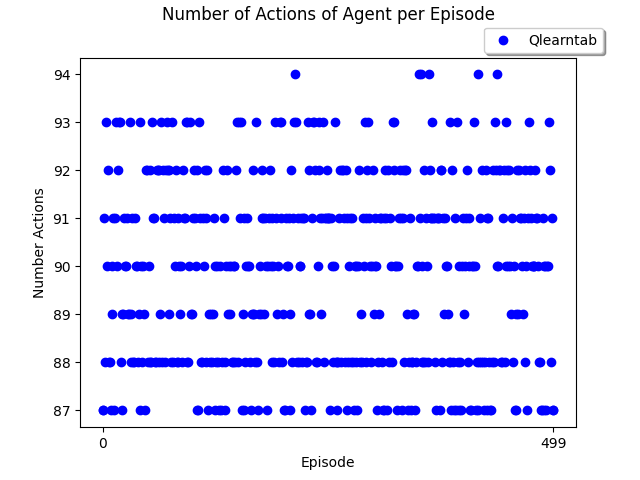 Number of Actions of Agent per Episode
Qlearntab
94
93
92
91
90
89
88
87
Number Actions
0
499
Episode